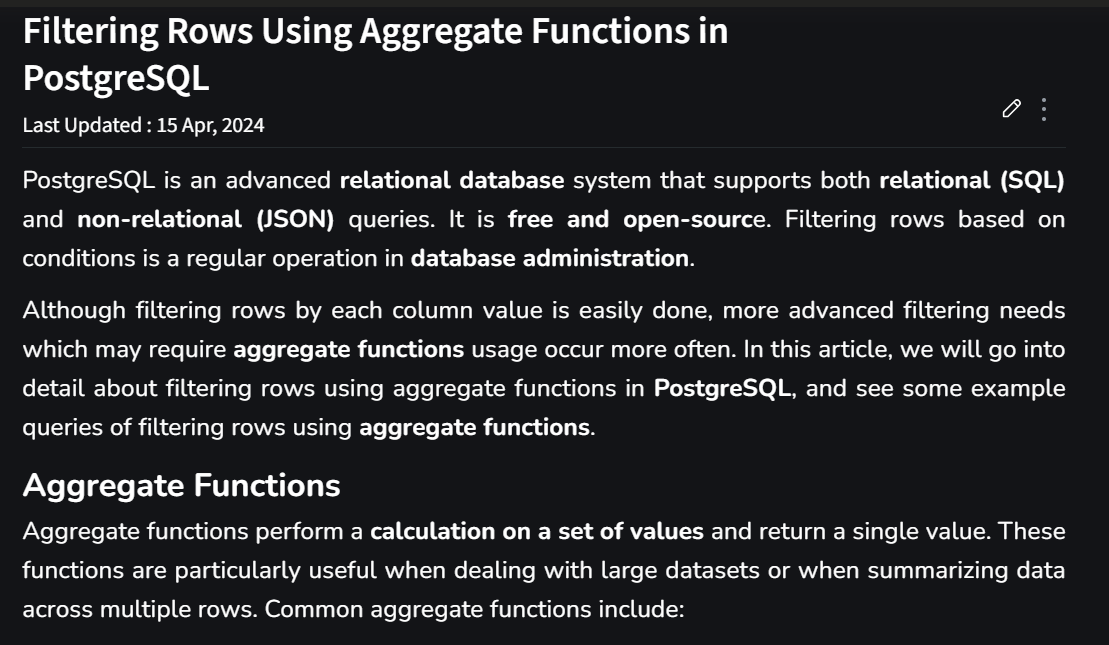 Filtering Rows Using Aggregate Functions in
PostgreSQL
Last Updated : 15 Apr, 2024
PostgreSQL is an advanced relational database system that supports both relational (SQL)
and non-relational (JSON) queries. It is free and open-source. Filtering rows based on
conditions is a regular operation in database administration.
Although filtering rows by each column value is easily done, more advanced filtering needs
which may require aggregate functions usage occur more often. In this article, we will go into
detail about filtering rows using aggregate functions in PostgreSQL, and see some example
queries of filtering rows using aggregate functions.
Aggregate Functions
Aggregate functions perform a calculation on a set of values and return a single value. These
functions are particularly useful when dealing with large datasets or when summarizing data
across multiple rows. Common aggregate functions include: